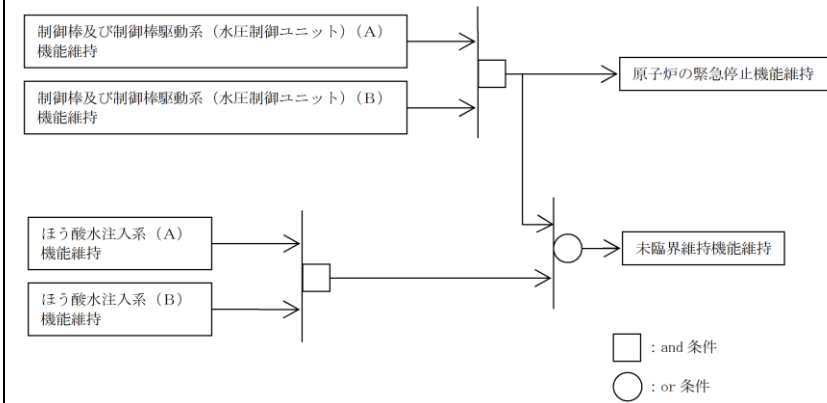 制御棒及び制御棒駆動系（水圧制御ユニット）（A）
機能維持
制御棒及び制御棒駆動系（水圧制御ユニット）（B）
機能維持
原子炉の緊急停止機能維持
ほう酸水注入系（A）
機能維持
ほう酸水注入系（B）
機能維持
未臨界維持機能維持
：and 条件
：or 条件